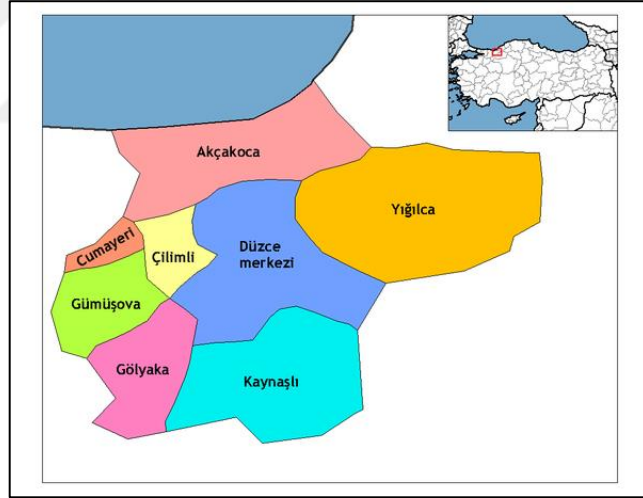 Akçakoca
Yığılca
Cumayeri
Çilimli
Düzce
merkezi
Gümüşova
Gölyaka
Kaynaşlı